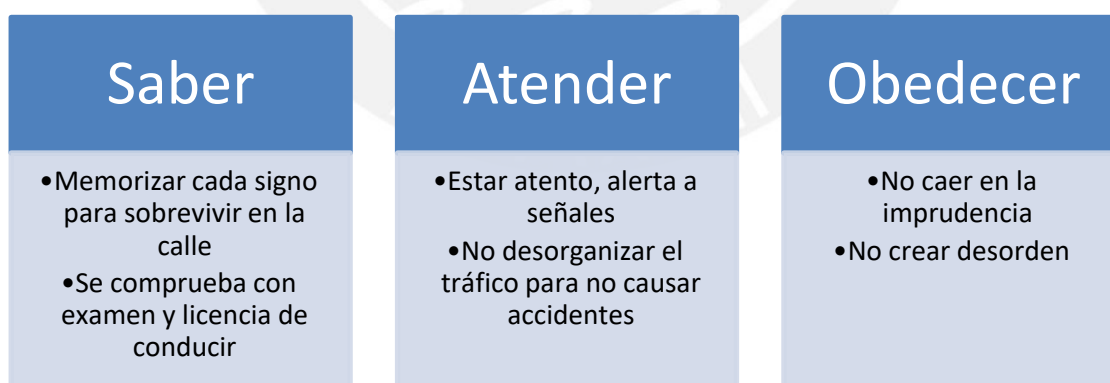 Saber
•Memorizar cada signo
para sobrevivir en la
calle
•Se comprueba con
examen y licencia de
conducir
Atender
•Estar atento, alerta a
señales
•No desorganizar el
tráfico para no causar
accidentes
Obedecer
•No caer en la
imprudencia
•No crear desorden